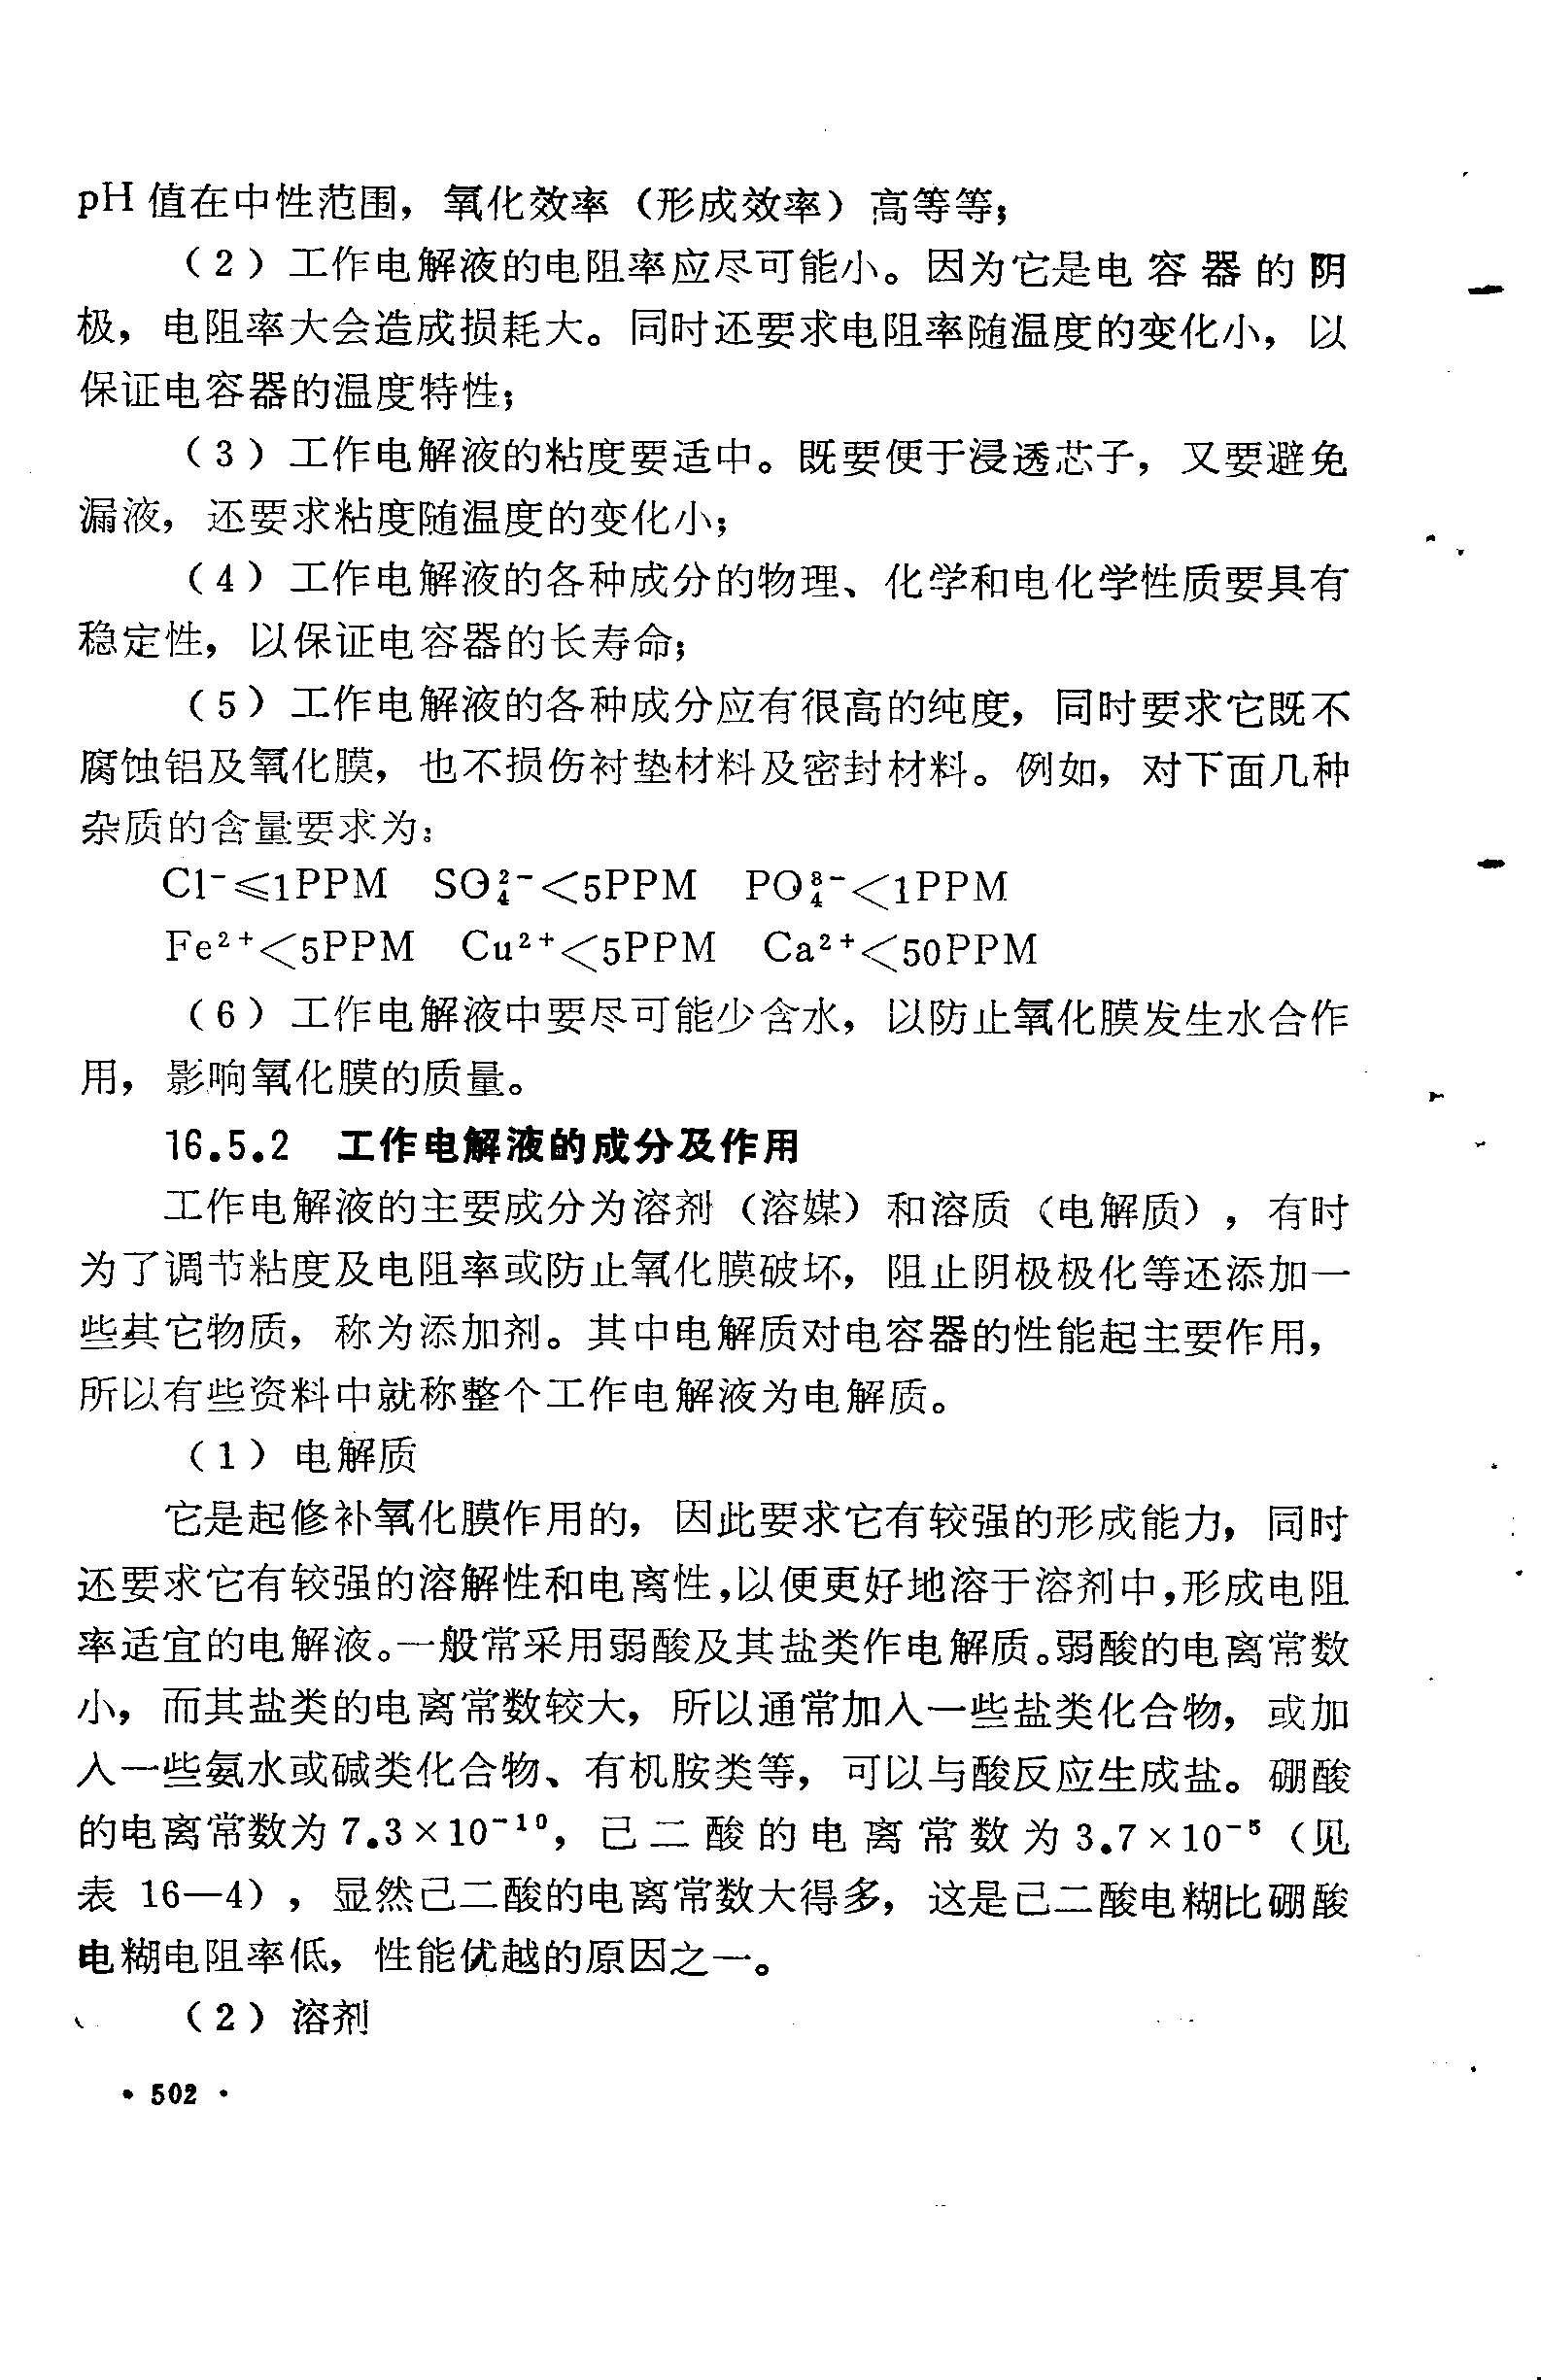 pH 值在中性范围，氧化效率（形成效率）高等等；
（2）工作电解液的电阻率应尽可能小。因为它是电容器的阴
极，电阻率大会造成损耗大。同时还要求电阻率随温度的变化小，以
保证电容器的温度特性；
（3）工作电解液的粘度要适中。既要便于浸透芯子，又要避免
漏液，还要求粘度随温度的变化小；
（4）工作电解液的各种成分的物理、化学和电化学性质要具有
稳定性，以保证电容器的长寿命；
（5）工作电解液的各种成分应有很高的纯度，同时要求它既不
腐蚀铝及氧化膜，也不损伤衬垫材料及密封材料。例如，对下面几种
杂质的含量要求为：
Cl⁻≤1PPM　SO₄²⁻<5PPM　PO₄³⁻<1PPM
Fe²⁺<5PPM　Cu²⁺<5PPM　Ca²⁺<50PPM
（6）工作电解液中要尽可能少含水，以防止氧化膜发生水合作
用，影响氧化膜的质量。
16.5.2　工作电解液的成分及作用
工作电解液的主要成分为溶剂（溶媒）和溶质（电解质），有时
为了调节粘度及电阻率或防止氧化膜破坏，阻止阴极极化等还添加一
些其它物质，称为添加剂。其中电解质对电容器的性能起主要作用，
所以有些资料中就称整个工作电解液为电解质。
（1）电解质
它是起修补氧化膜作用的，因此要求它有较强的形成能力，同时
还要求它有较强的溶解性和电离性，以便更好地溶于溶剂中，形成电阻
率适宜的电解液。一般常采用弱酸及其盐类作电解质。弱酸的电离常数
小，而其盐类的电离常数较大，所以通常加入一些盐类化合物，或加
入一些氨水或碱类化合物、有机胺类等，可以与酸反应生成盐。硼酸
的电离常数为 7.3×10⁻¹⁰，己二酸的电离常数为 3.7×10⁻⁵（见
表 16—4），显然己二酸的电离常数大得多，这是己二酸电糊比硼酸
电糊电阻率低，性能优越的原因之一。
（2）溶剂
• 502 •